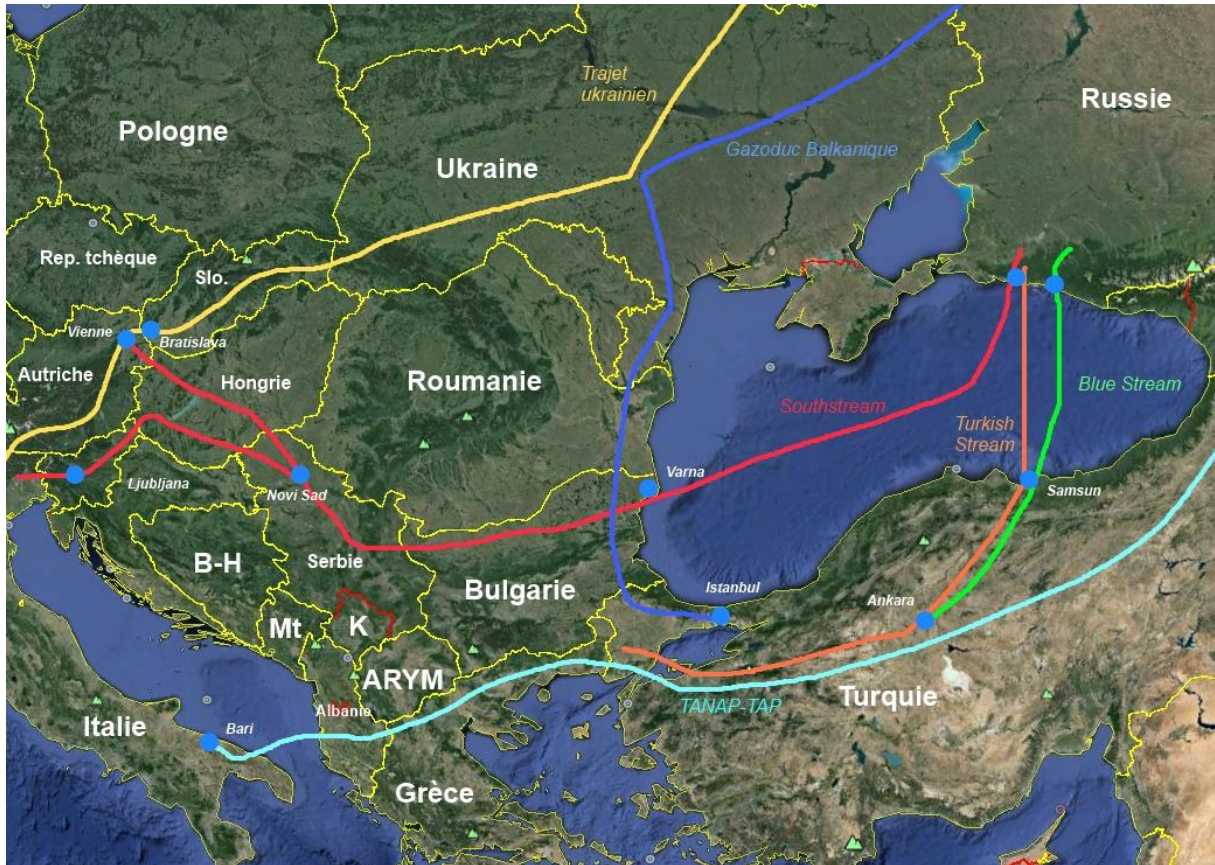 Trajet
ukrainien
Russie
Pologne
Ukraine
Gazoduc Balkanique
Rep. tchèque
Slo.
Vienne
Bratislava
Autriche
Hongrie
Roumanie
Blue Stream
Southstream
Turkish
Stream
Ljubljana
Novi Sad
Varna
Samsun
B-H
Serbie
Bulgarie
Istanbul
Ankara
Mt
K
ARYM
Albanie
TANAP-TAP
Turquie
Italie
Bari
Grèce